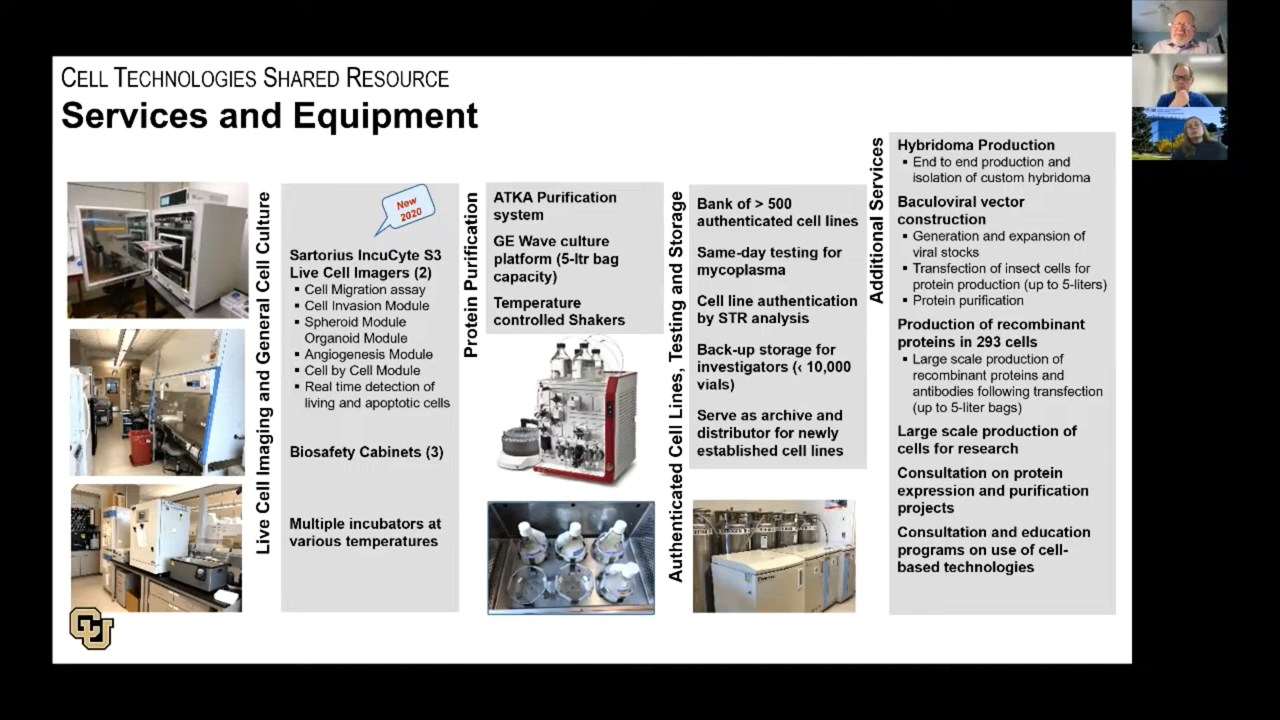 CELL TECHNOLOGIES SHARED RESOURCE
Services and Equipment
Live Cell Imaging and General Cell Culture
New
2020
Sartorius IncuCyte S3
Live Cell Imagers (2)
▪ Cell Migration assay
▪ Cell Invasion Module
▪ Spheroid Module
Organoid Module
▪ Angiogenesis Module
▪ Cell by Cell Module
▪ Real time detection of
living and apoptotic cells
Biosafety Cabinets (3)
Multiple incubators at
various temperatures
Protein Purification
ATKA Purification
system
GE Wave culture
platform (5-ltr bag
capacity)
Temperature
controlled Shakers
Authenticated Cell Lines, Testing and Storage
Bank of > 500
authenticated cell lines
Same-day testing for
mycoplasma
Cell line authentication
by STR analysis
Back-up storage for
investigators (< 10,000
vials)
Serve as archive and
distributor for newly
established cell lines
Additional Services
Hybridoma Production
▪ End to end production and
isolation of custom hybridoma
Baculoviral vector
construction
▪ Generation and expansion of
viral stocks
▪ Transfection of insect cells for
protein production (up to 5-liters)
▪ Protein purification
Production of recombinant
proteins in 293 cells
▪ Large scale production of
recombinant proteins and
antibodies following transfection
(up to 5-liter bags)
Large scale production of
cells for research
Consultation on protein
expression and purification
projects
Consultation and education
programs on use of cell-
based technologies
CU